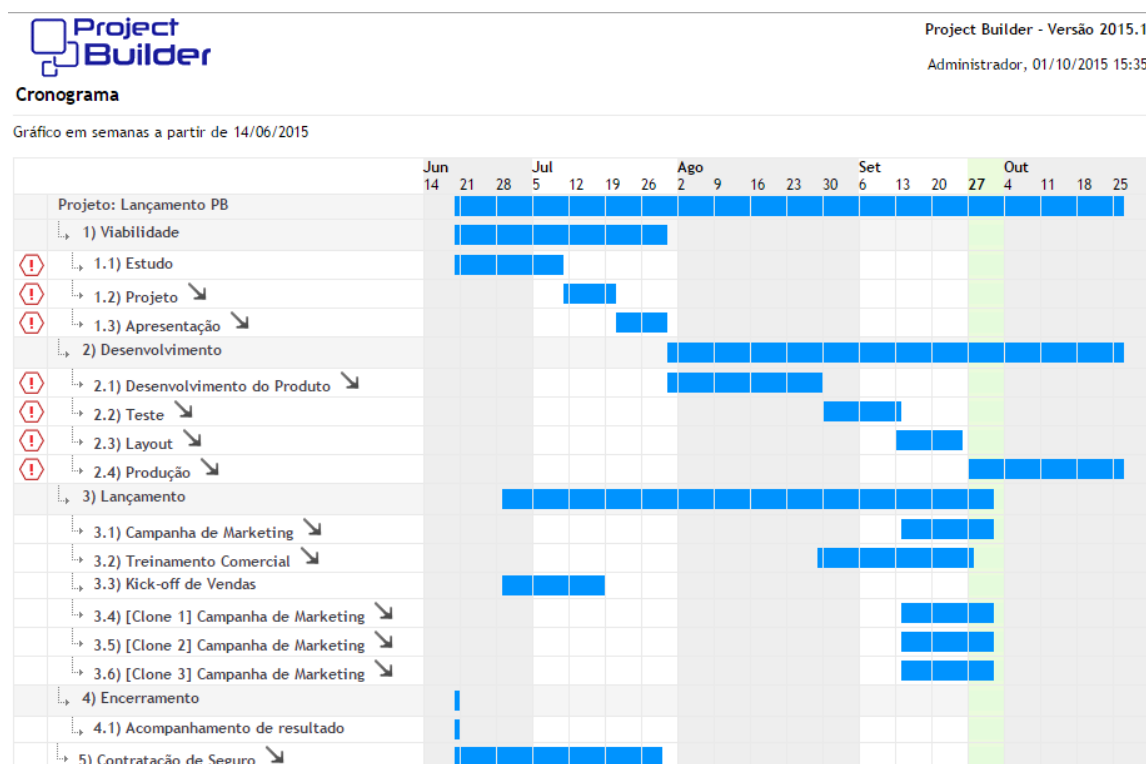 Project
Builder
Project Builder - Versão 2015.1
Administrador, 01/10/2015 15:35
Cronograma
Gráfico em semanas a partir de 14/06/2015
Jun Jul Ago Set Out
14 21 28 5 12 19 26 2 9 16 23 30 6 13 20 27 4 11 18 25
Projeto: Lançamento PB
1) Viabilidade
1.1) Estudo
1.2) Projeto
1.3) Apresentação
2) Desenvolvimento
2.1) Desenvolvimento do Produto
2.2) Teste
2.3) Layout
2.4) Produção
3) Lançamento
3.1) Campanha de Marketing
3.2) Treinamento Comercial
3.3) Kick-off de Vendas
3.4) [Clone 1] Campanha de Marketing
3.5) [Clone 2] Campanha de Marketing
3.6) [Clone 3] Campanha de Marketing
4) Encerramento
4.1) Acompanhamento de resultado
5) Contratação de Seguro